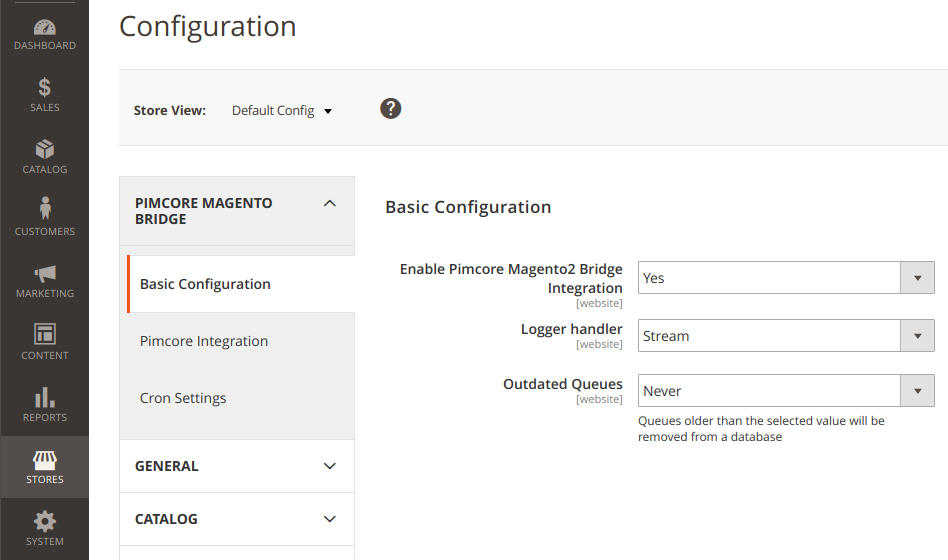 DASHBOARD
SALES
CATALOG
CUSTOMERS
MARKETING
CONTENT
REPORTS
STORES
SYSTEM
Configuration
Store View: Default Config ?
PIMCORE MAGENTO
BRIDGE
Basic Configuration
Pimcore Integration
Cron Settings
GENERAL
CATALOG
Basic Configuration
Enable Pimcore Magento2 Bridge
Integration
[website]
Yes
Logger handler
[website]
Stream
Outdated Queues
[website]
Never
Queues older than the selected value will be
removed from a database